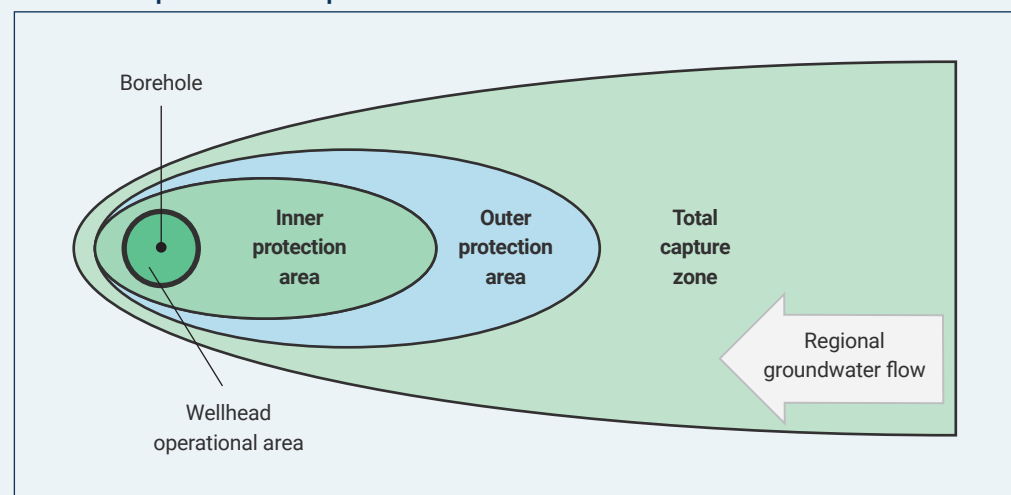 Borehole
Inner
protection
area
Outer
protection
area
Total
capture
zone
Regional
groundwater flow
Wellhead
operational area